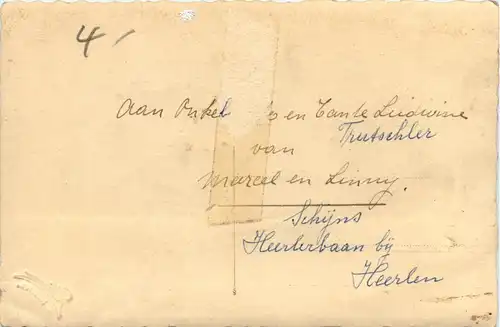 4
Aan Onkel en Tante Ludwine
Trutschler
van
Marcel en Linny.
Schijns
Heerlerbaan bij
Heerlen